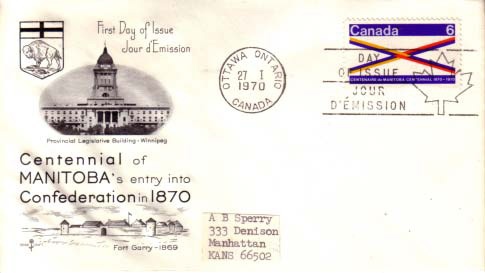 First Day of Issue
Jour d'Émission
Provincial Legislative Building - Winnipeg
Centennial of
MANITOBA's entry into
Confederation in 1870
Fort Garry - 1869
OTTAWA ONTARIO
27 I
1970
CANADA
Canada 6
CENTENAIRE du MANITOBA CENTENNIAL 1870 - 1970
DAY
OF ISSUE
JOUR
D'ÉMISSION
A B Sperry
333 Denison
Manhattan
KANS 66502